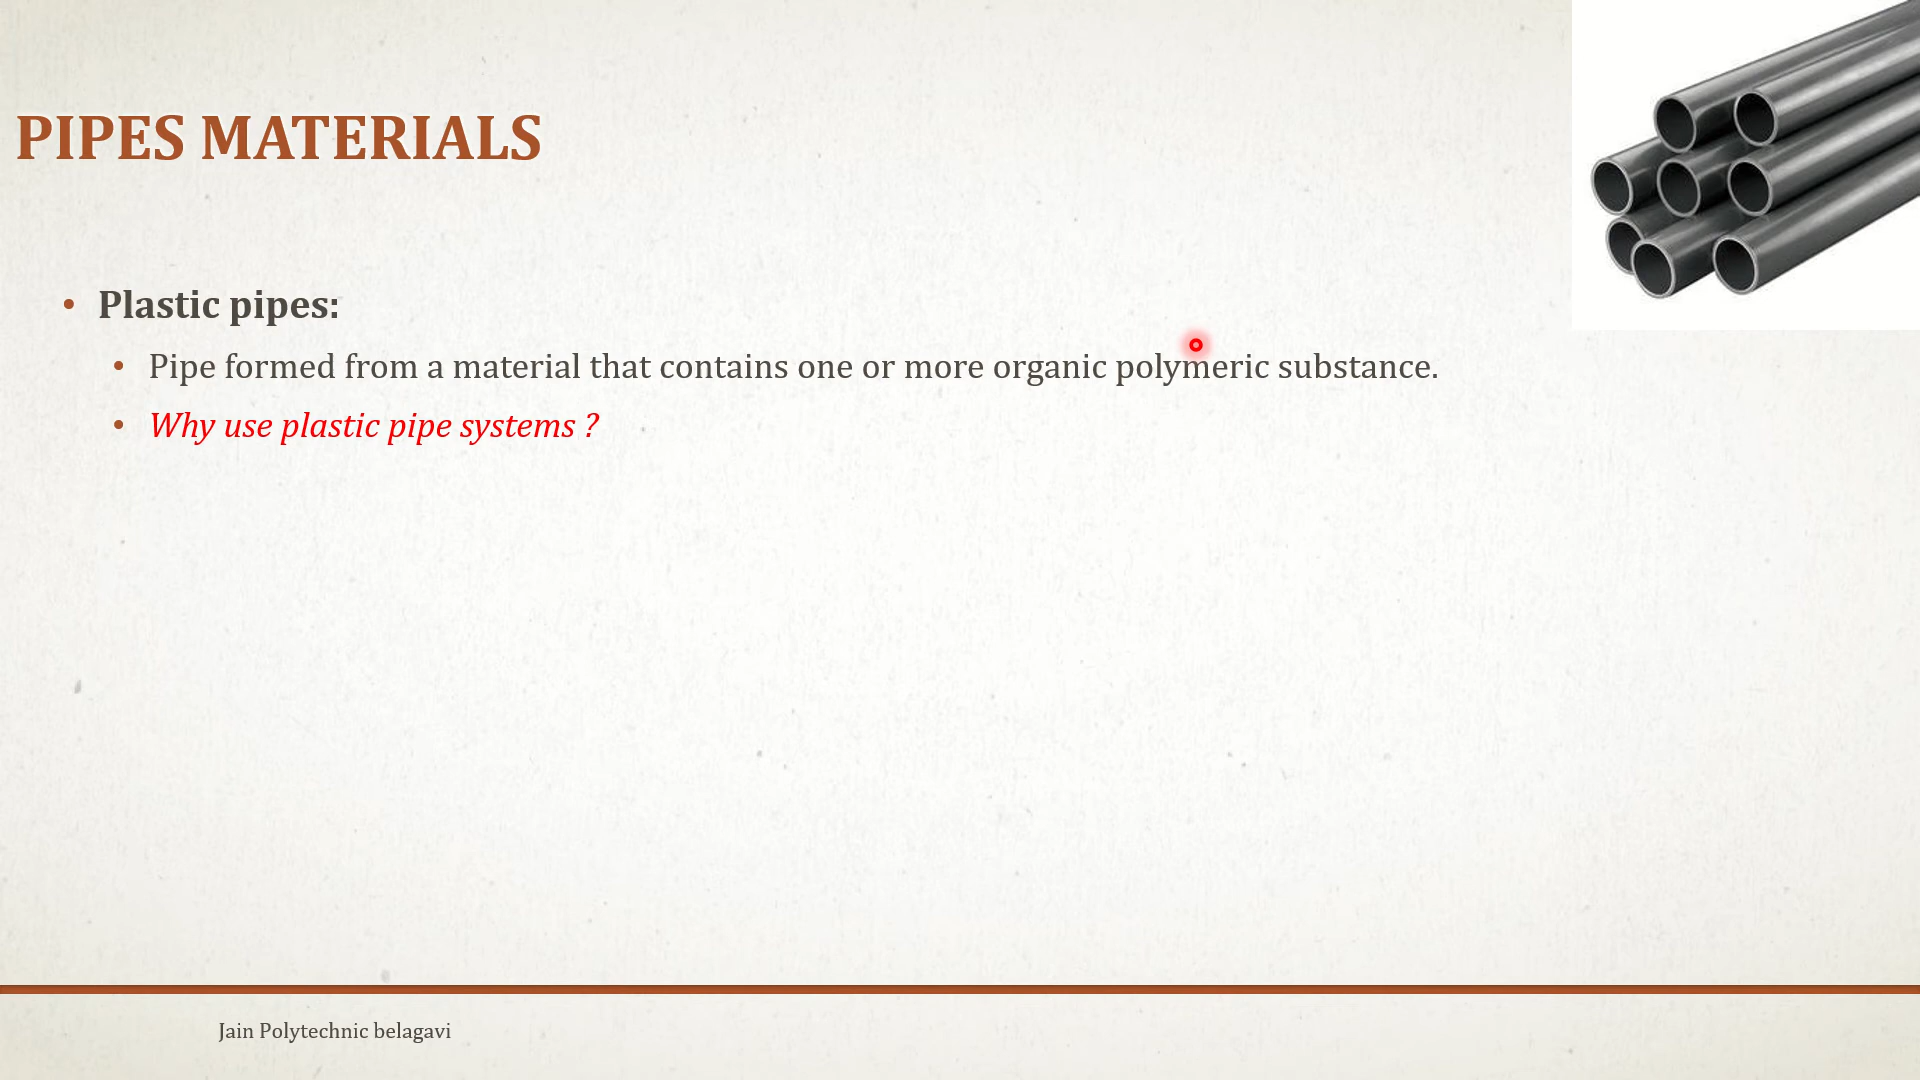 PIPES MATERIALS
• Plastic pipes:
• Pipe formed from a material that contains one or more organic polymeric substance.
• Why use plastic pipe systems ?
Jain Polytechnic belagavi